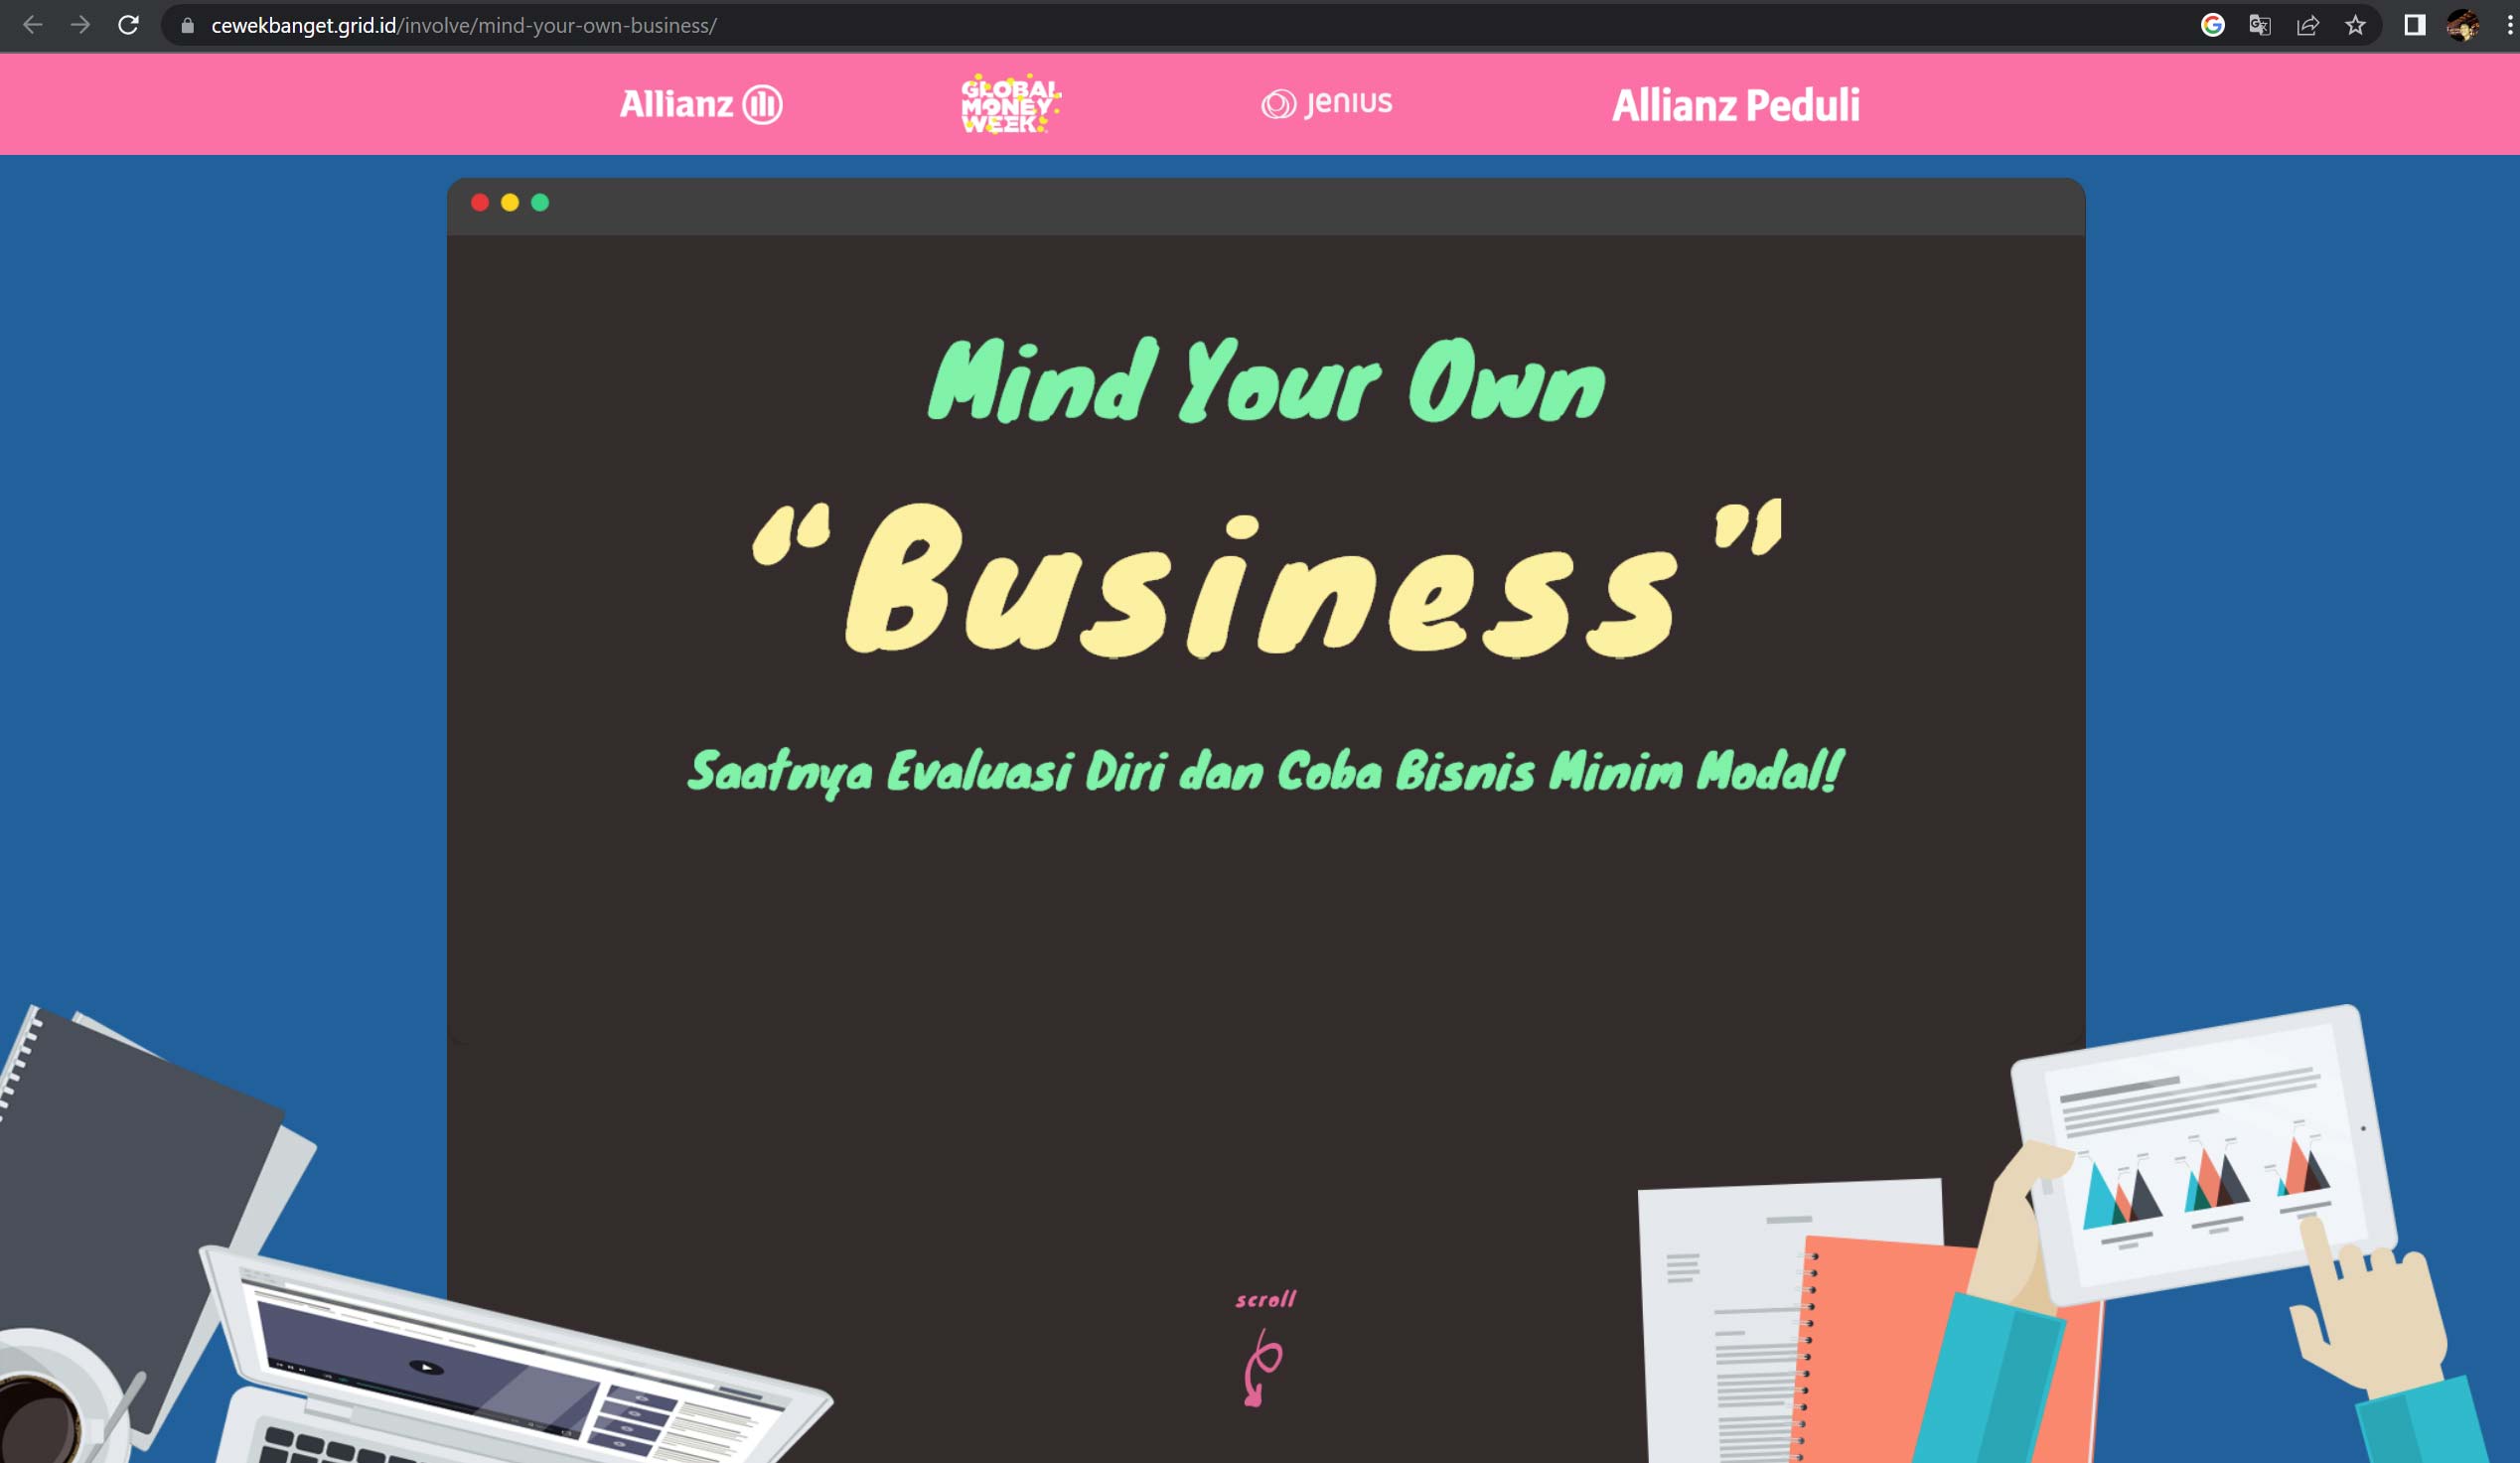 cewekbanget.grid.id/involve/mind-your-own-business/
Allianz
GLOBAL
MONEY
WEEK
Jenius
Allianz Peduli
Mind Your Own
“Business”
Saatnya Evaluasi Diri dan Coba Bisnis Minim Modal!
scroll